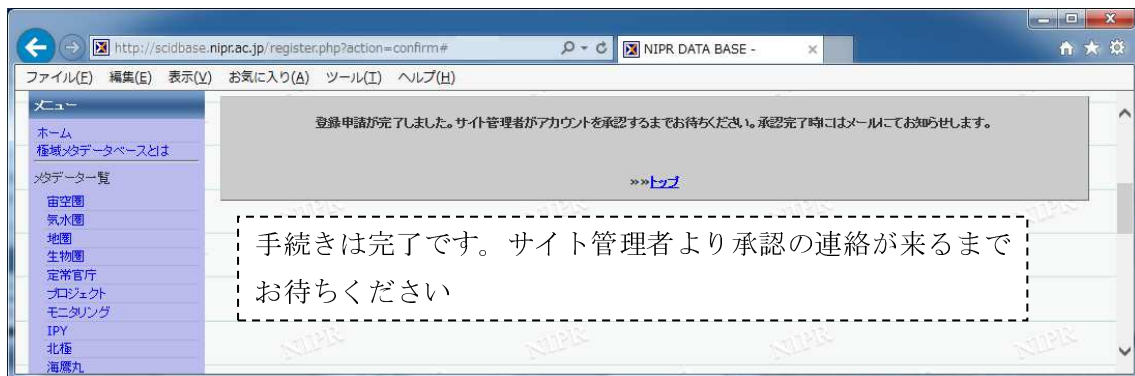 http://scidbase.nipr.ac.jp/register.php?action=confirm#
NIPR DATA BASE -
ファイル(F) 編集(E) 表示(V) お気に入り(A) ツール(T) ヘルプ(H)
メニュー
ホーム
極域メタデータベースとは
メタデータ一覧
宙空圏
気水圏
地圏
生物圏
定常官庁
プロジェクト
モニタリング
IPY
北極
海鷹丸
登録申請が完了しました。サイト管理者がアカウントを承認するまでお待ちください。承認完了時にはメールにてお知らせします。
»»トップ
手続きは完了です。サイト管理者より承認の連絡が来るまで
お待ちください
NIPR
NIPR
NIPR
NIPR
NIPR
NIPR
NIPR